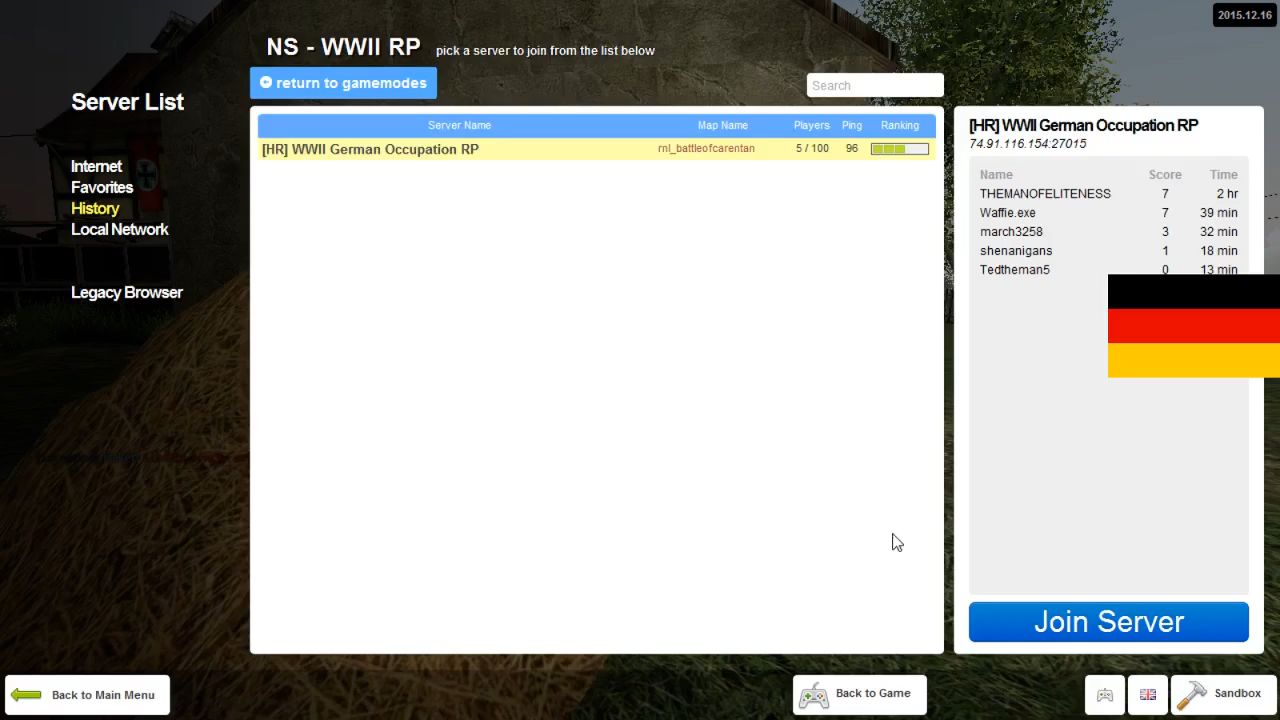 2015.12.16
NS - WWII RP pick a server to join from the list below
return to gamemodes
Search
Server List
Internet
Favorites
History
Local Network
Legacy Browser
Server Name Map Name Players Ping Ranking
[HR] WWII German Occupation RP rnl_battleofcarentan 5 / 100 96
[HR] WWII German Occupation RP
74.91.116.154:27015
Name Score Time
THEMANOFELITENESS 7 2 hr
Waffie.exe 7 39 min
march3258 3 32 min
shenanigans 1 18 min
Tedtheman5 0 13 min
Join Server
Back to Main Menu
Back to Game
Sandbox